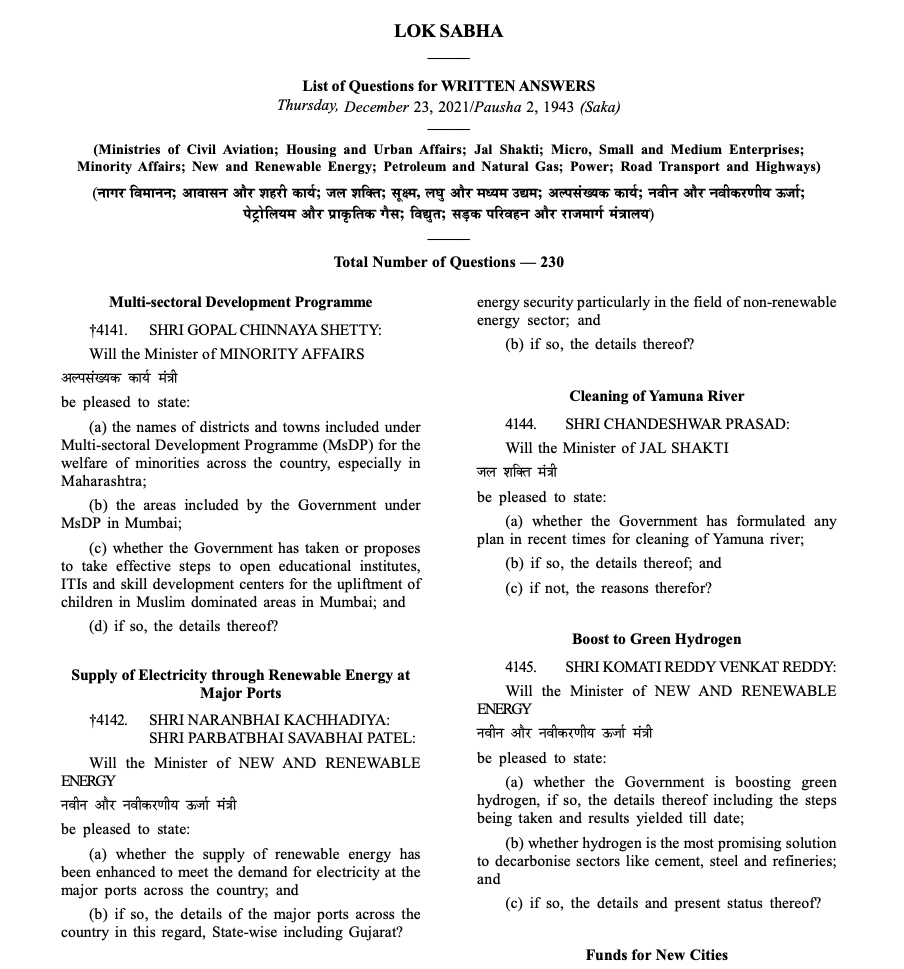 LOK SABHA
List of Questions for WRITTEN ANSWERS
Thursday, December 23, 2021/Pausha 2, 1943 (Saka)
(Ministries of Civil Aviation; Housing and Urban Affairs; Jal Shakti; Micro, Small and Medium Enterprises;
Minority Affairs; New and Renewable Energy; Petroleum and Natural Gas; Power; Road Transport and Highways)
(नागर विमानन; आवासन और शहरी कार्य; जल शक्ति; सूक्ष्म, लघु और मध्यम उद्यम; अल्पसंख्यक कार्य; नवीन और नवीकरणीय ऊर्जा;
पेट्रोलियम और प्राकृतिक गैस; विद्युत; सड़क परिवहन और राजमार्ग मंत्रालय)
Total Number of Questions — 230
Multi-sectoral Development Programme
†4141. SHRI GOPAL CHINNAYA SHETTY:
Will the Minister of MINORITY AFFAIRS
अल्पसंख्यक कार्य मंत्री
be pleased to state:
(a) the names of districts and towns included under
Multi-sectoral Development Programme (MsDP) for the
welfare of minorities across the country, especially in
Maharashtra;
(b) the areas included by the Government under
MsDP in Mumbai;
(c) whether the Government has taken or proposes
to take effective steps to open educational institutes,
ITIs and skill development centers for the upliftment of
children in Muslim dominated areas in Mumbai; and
(d) if so, the details thereof?
Supply of Electricity through Renewable Energy at
Major Ports
†4142. SHRI NARANBHAI KACHHADIYA:
SHRI PARBATBHAI SAVABHAI PATEL:
Will the Minister of NEW AND RENEWABLE
ENERGY
नवीन और नवीकरणीय ऊर्जा मंत्री
be pleased to state:
(a) whether the supply of renewable energy has
been enhanced to meet the demand for electricity at the
major ports across the country; and
(b) if so, the details of the major ports across the
country in this regard, State-wise including Gujarat?
energy security particularly in the field of non-renewable
energy sector; and
(b) if so, the details thereof?
Cleaning of Yamuna River
4144. SHRI CHANDESHWAR PRASAD:
Will the Minister of JAL SHAKTI
जल शक्ति मंत्री
be pleased to state:
(a) whether the Government has formulated any
plan in recent times for cleaning of Yamuna river;
(b) if so, the details thereof; and
(c) if not, the reasons therefor?
Boost to Green Hydrogen
4145. SHRI KOMATI REDDY VENKAT REDDY:
Will the Minister of NEW AND RENEWABLE
ENERGY
नवीन और नवीकरणीय ऊर्जा मंत्री
be pleased to state:
(a) whether the Government is boosting green
hydrogen, if so, the details thereof including the steps
being taken and results yielded till date;
(b) whether hydrogen is the most promising solution
to decarbonise sectors like cement, steel and refineries;
and
(c) if so, the details and present status thereof?
Funds for New Cities